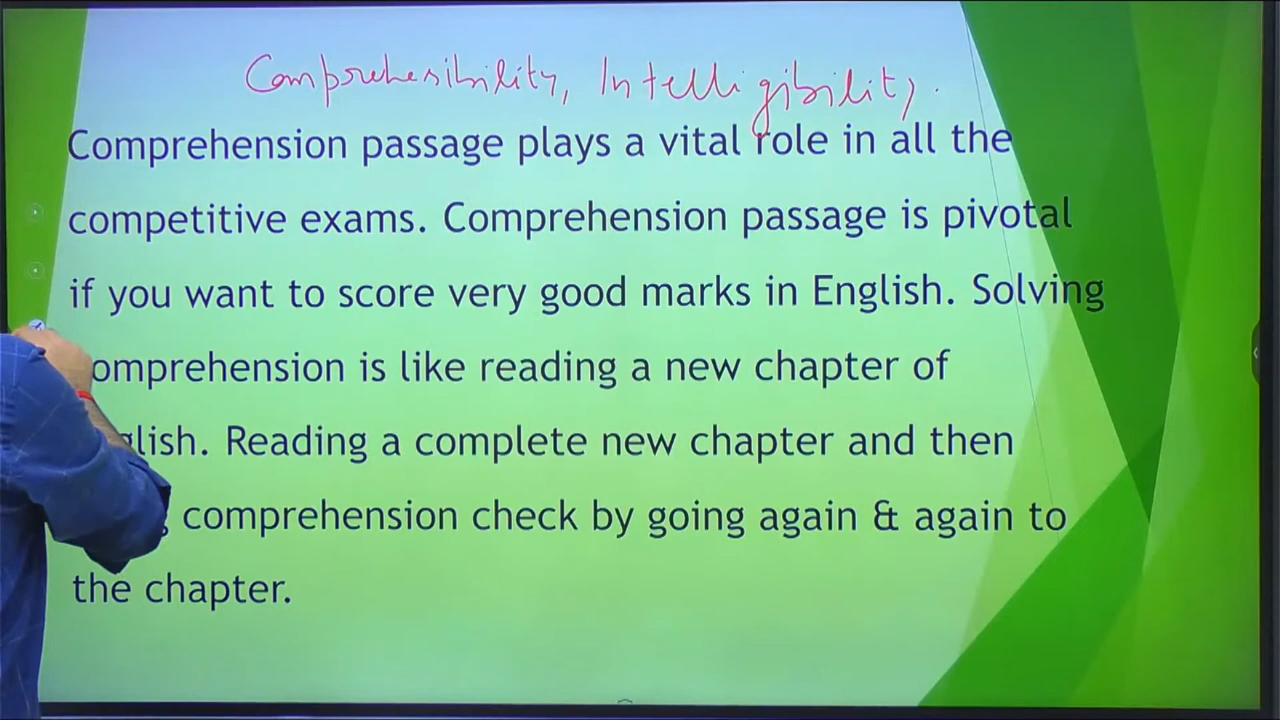 Comprehesibility, Intelligibility.
Comprehension passage plays a vital role in all the
competitive exams. Comprehension passage is pivotal
if you want to score very good marks in English. Solving
omprehension is like reading a new chapter of
glish. Reading a complete new chapter and then
comprehension check by going again & again to
the chapter.